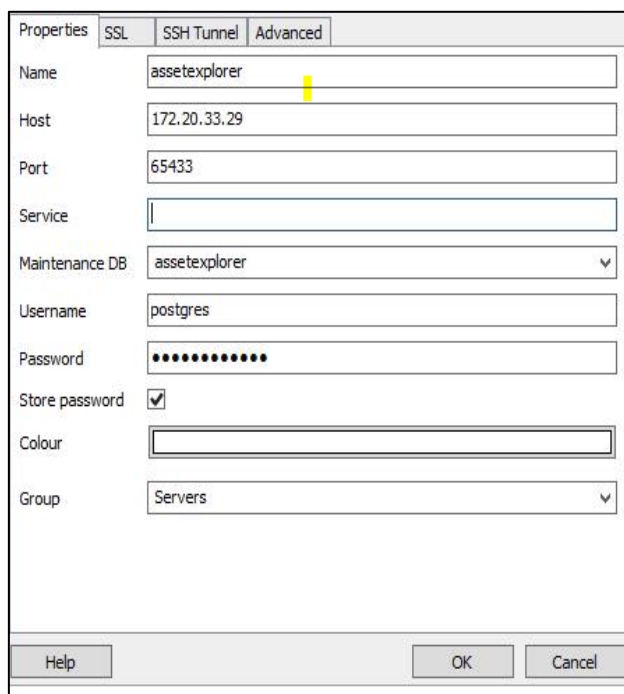 Properties SSL SSH Tunnel Advanced
Name assetexplorer
Host 172.20.33.29
Port 65433
Service
Maintenance DB assetexplorer
Username postgres
Password ••••••••••••
Store password
Colour
Group Servers
Help OK Cancel